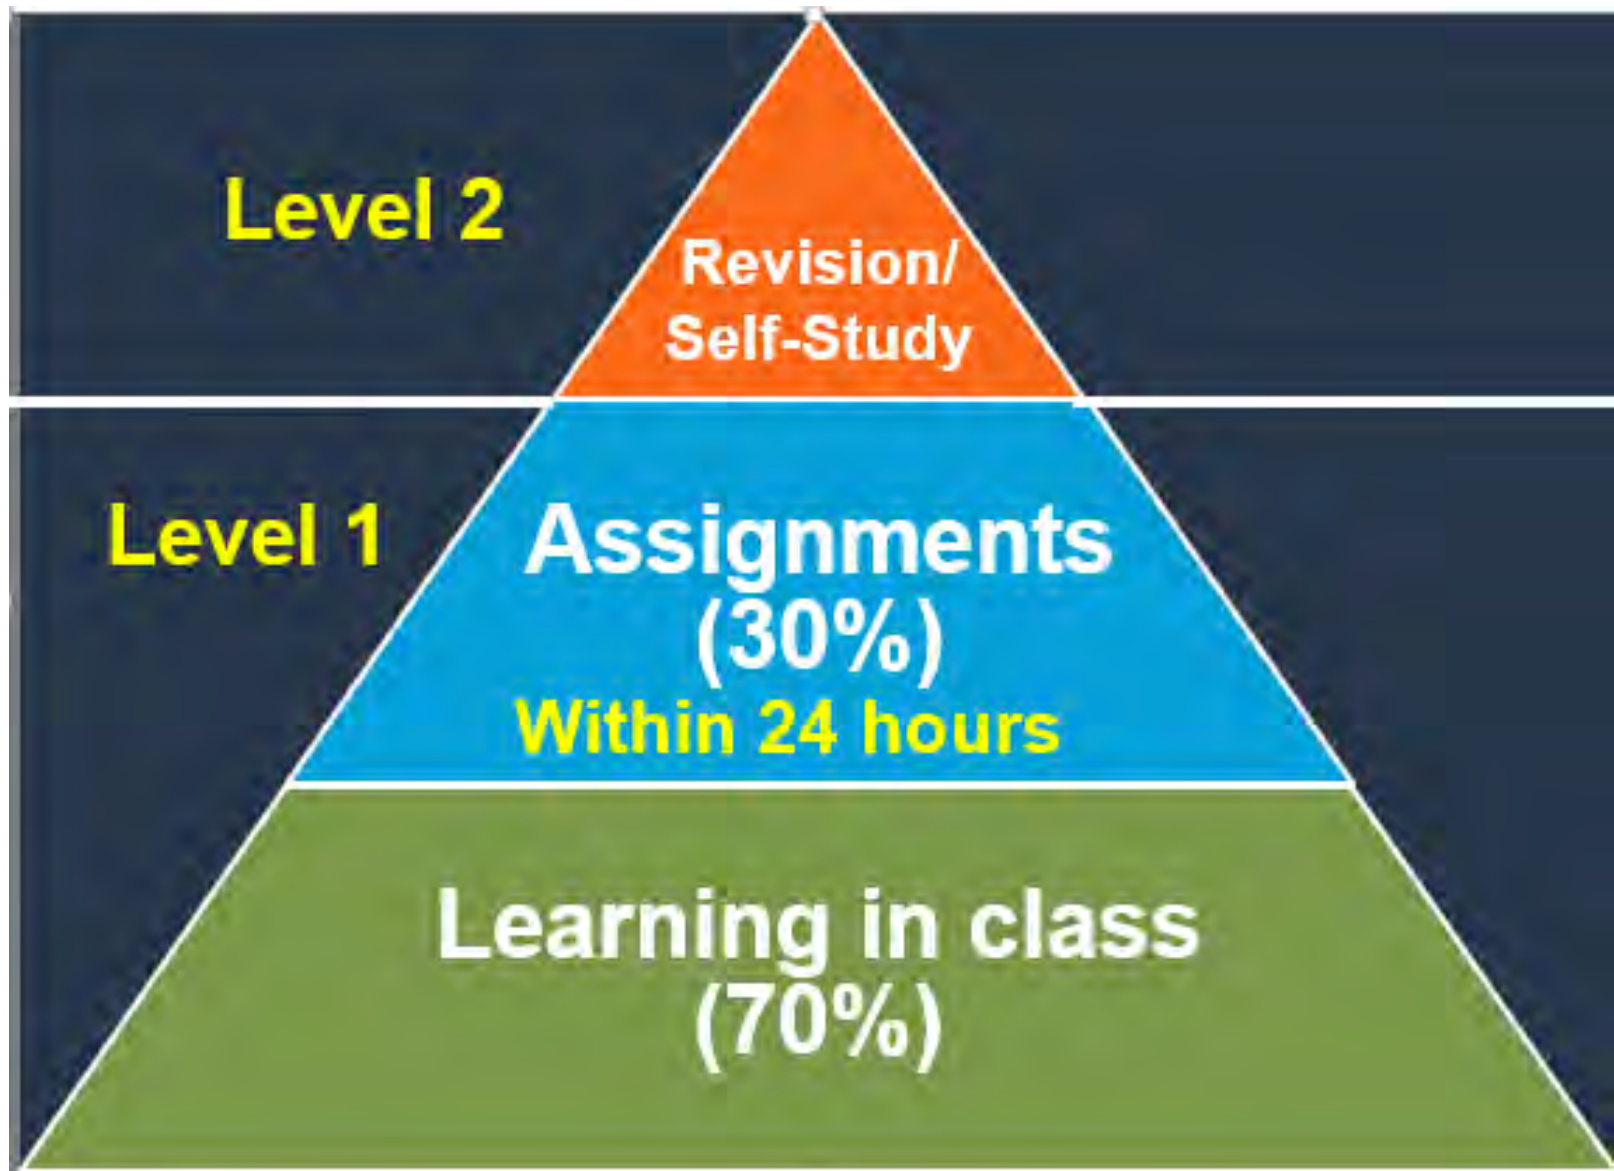 Level 2
Revision/
Self-Study
Level 1
Assignments
(30%)
Within 24 hours
Learning in class
(70%)